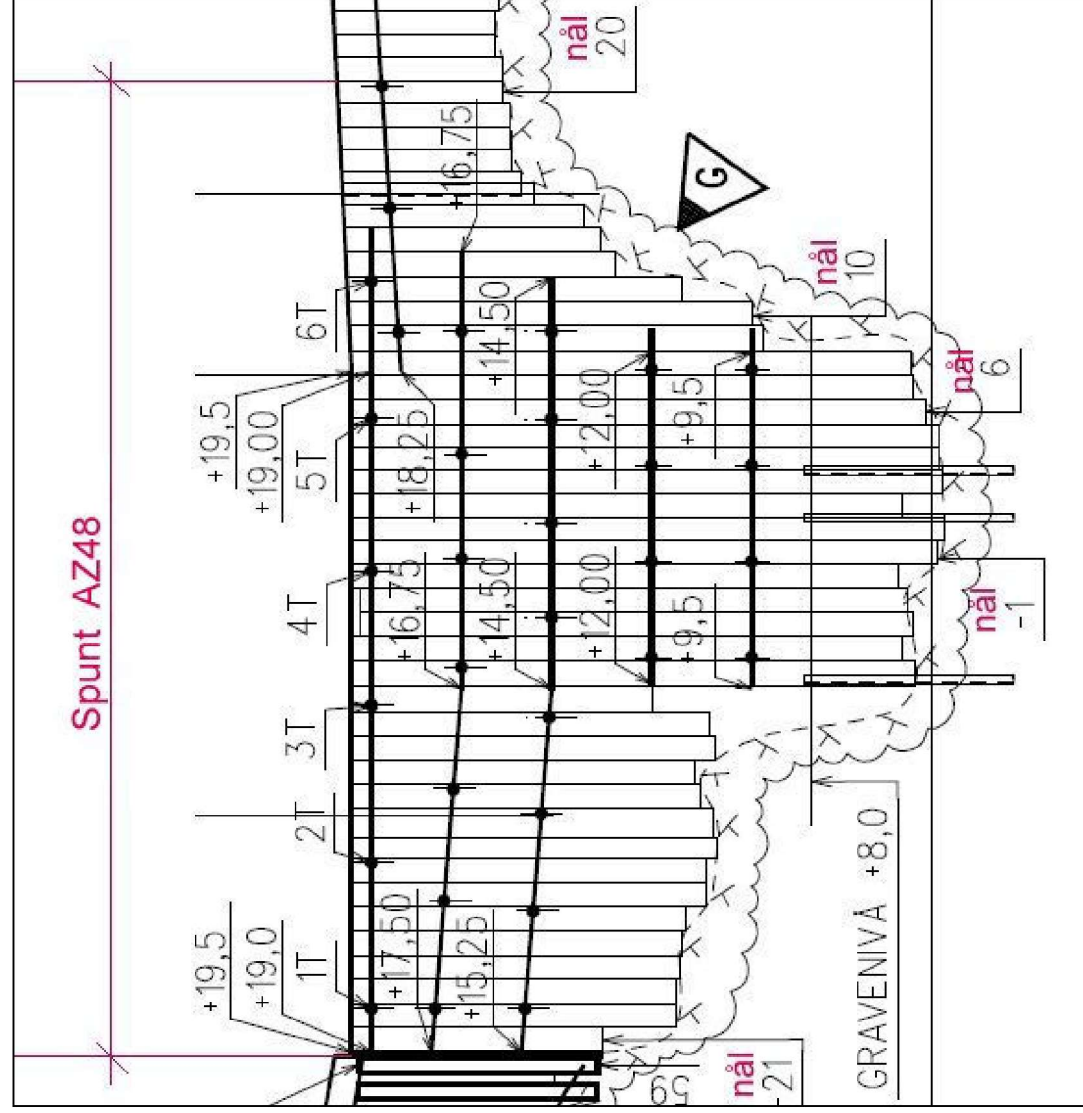 Spunt AZ48
+19,5
+19,0
1T
2T
3T
4T
+19,5
+19,00
5T
6T
+17,50
+15,25
+16,75
+14,50
+12,00
+9,5
+18,25
+16,75
+14,50
+12,00
+9,5
nål
20
G
nål
10
nål
6
nål
-1
nål
-21
59
GRAVENIVÅ +8,0